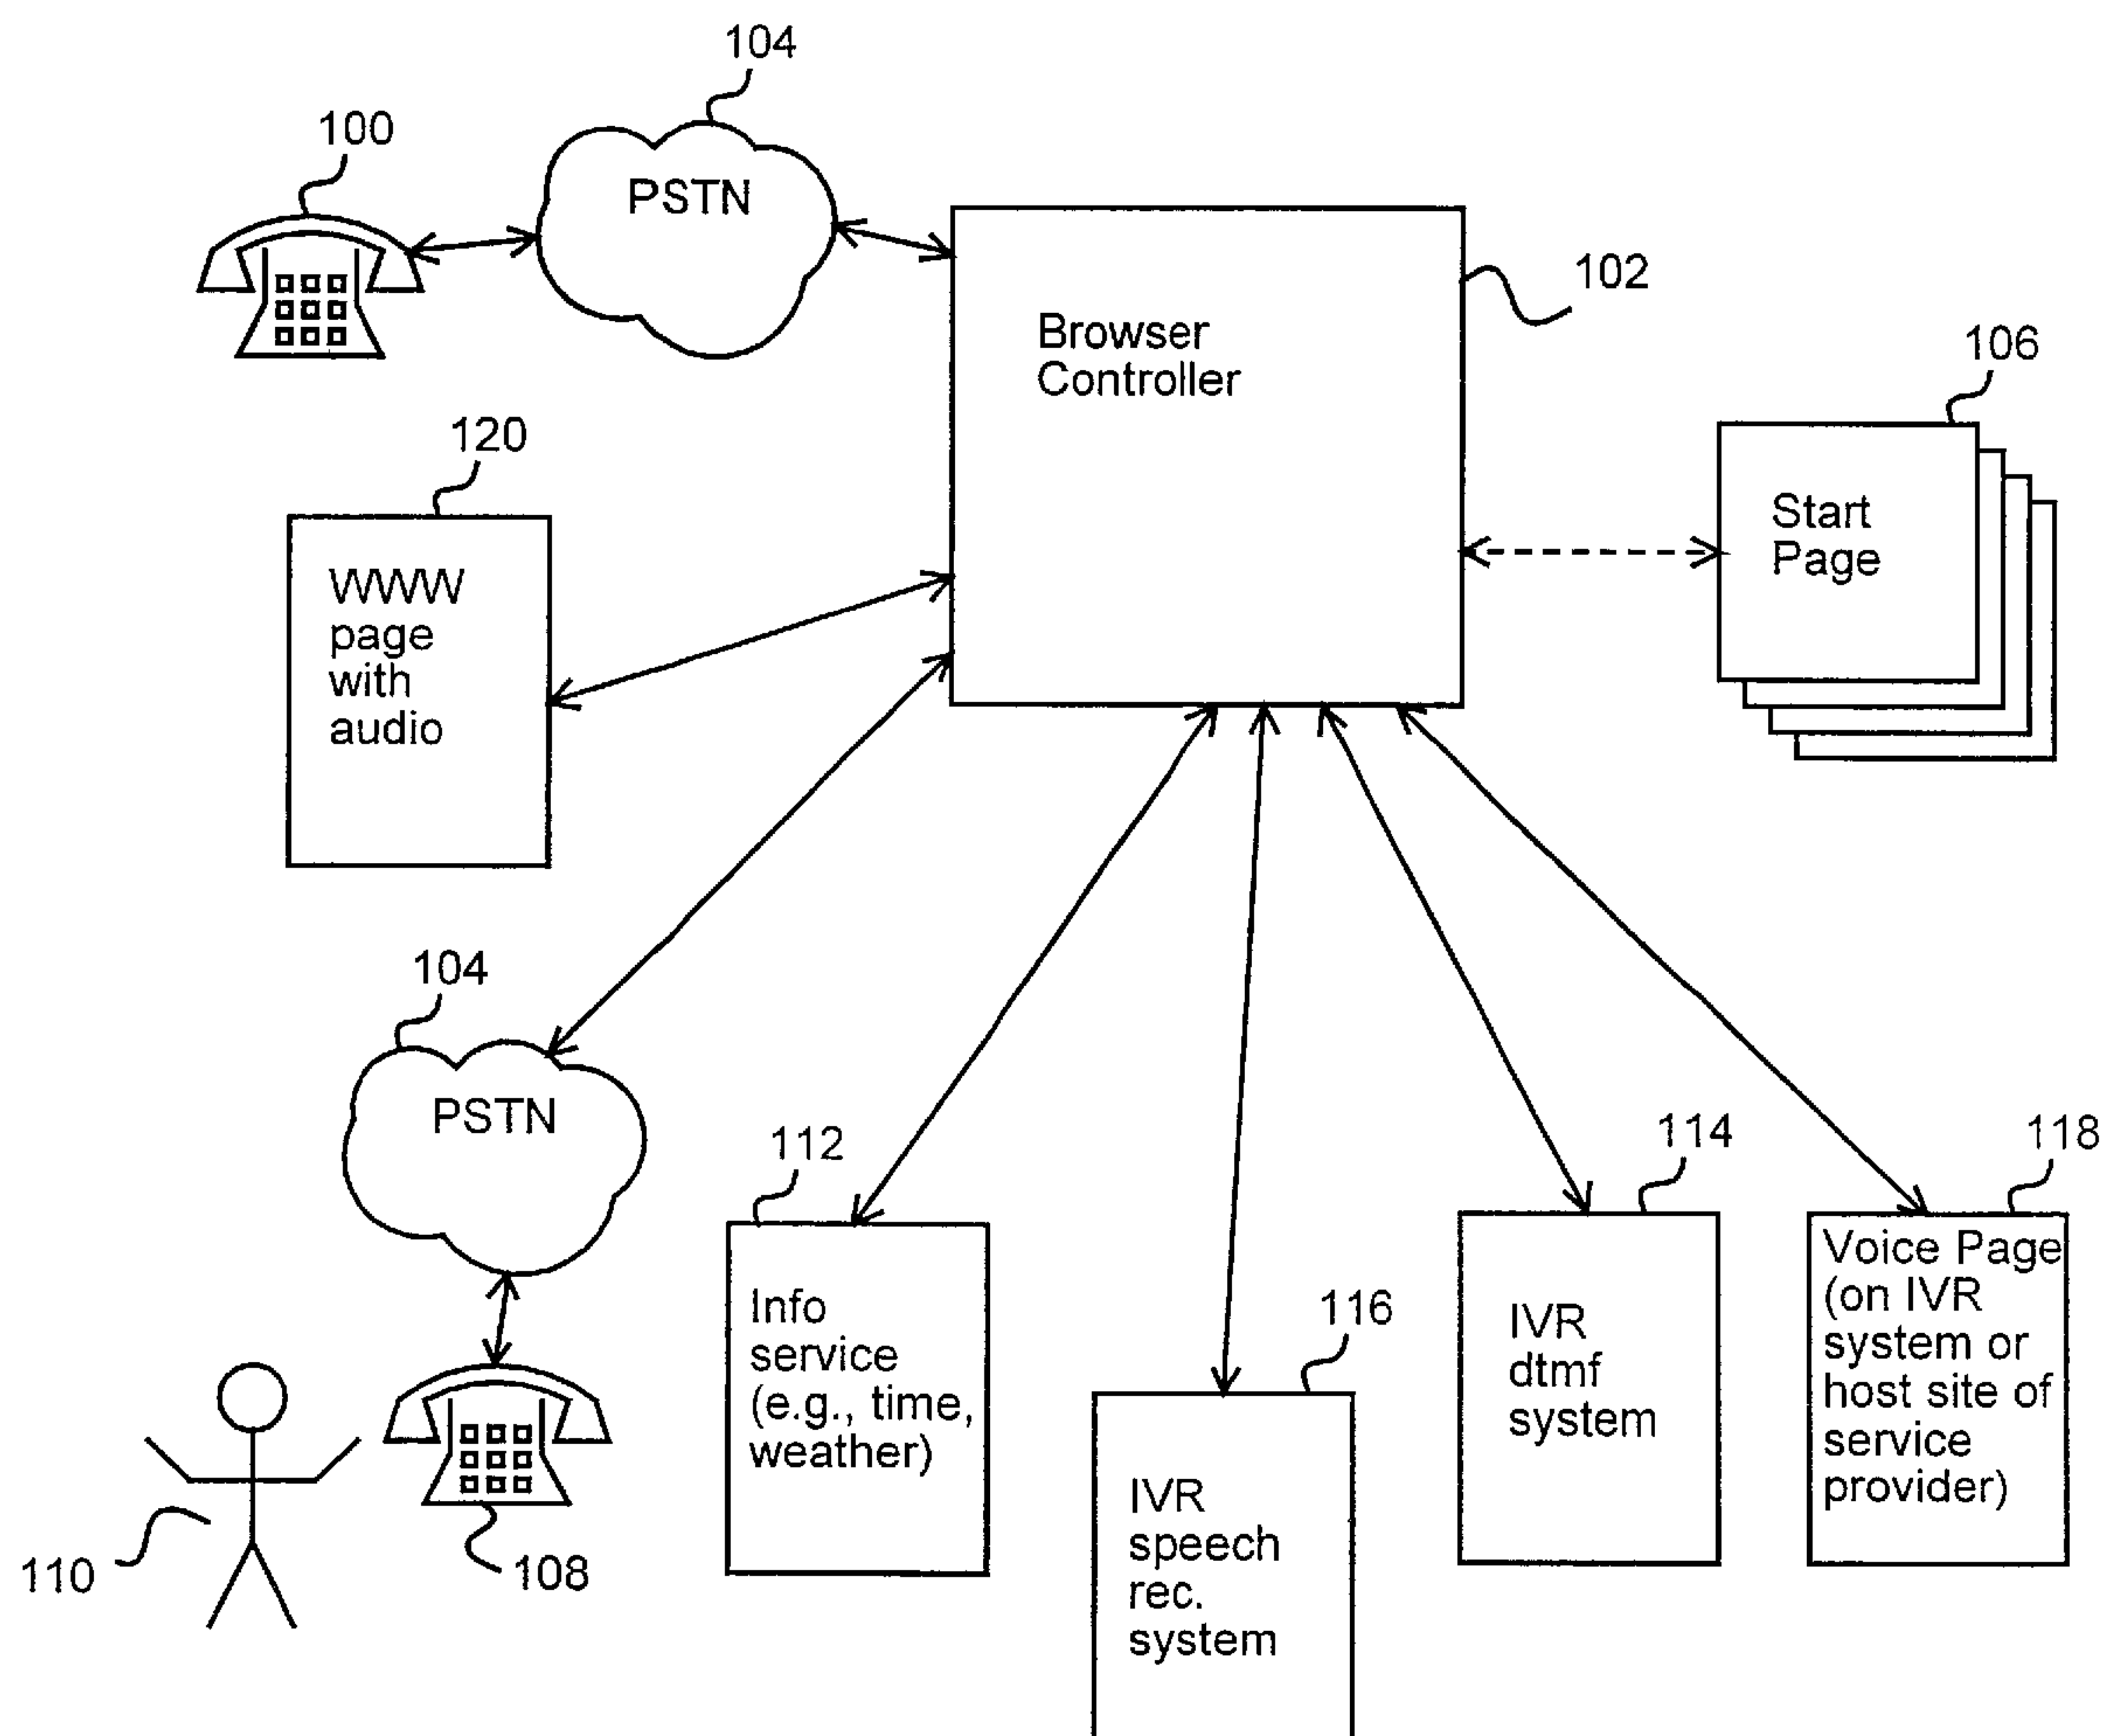 104
100
PSTN
102
Browser
Controller
106
120
Start
Page
WWW
page
with
audio
104
PSTN
112
114
118
Info
service
(e.g., time,
weather)
116
IVR
speech
rec.
system
IVR
dtmf
system
Voice Page
(on IVR
system or
host site of
service
provider)
110
108